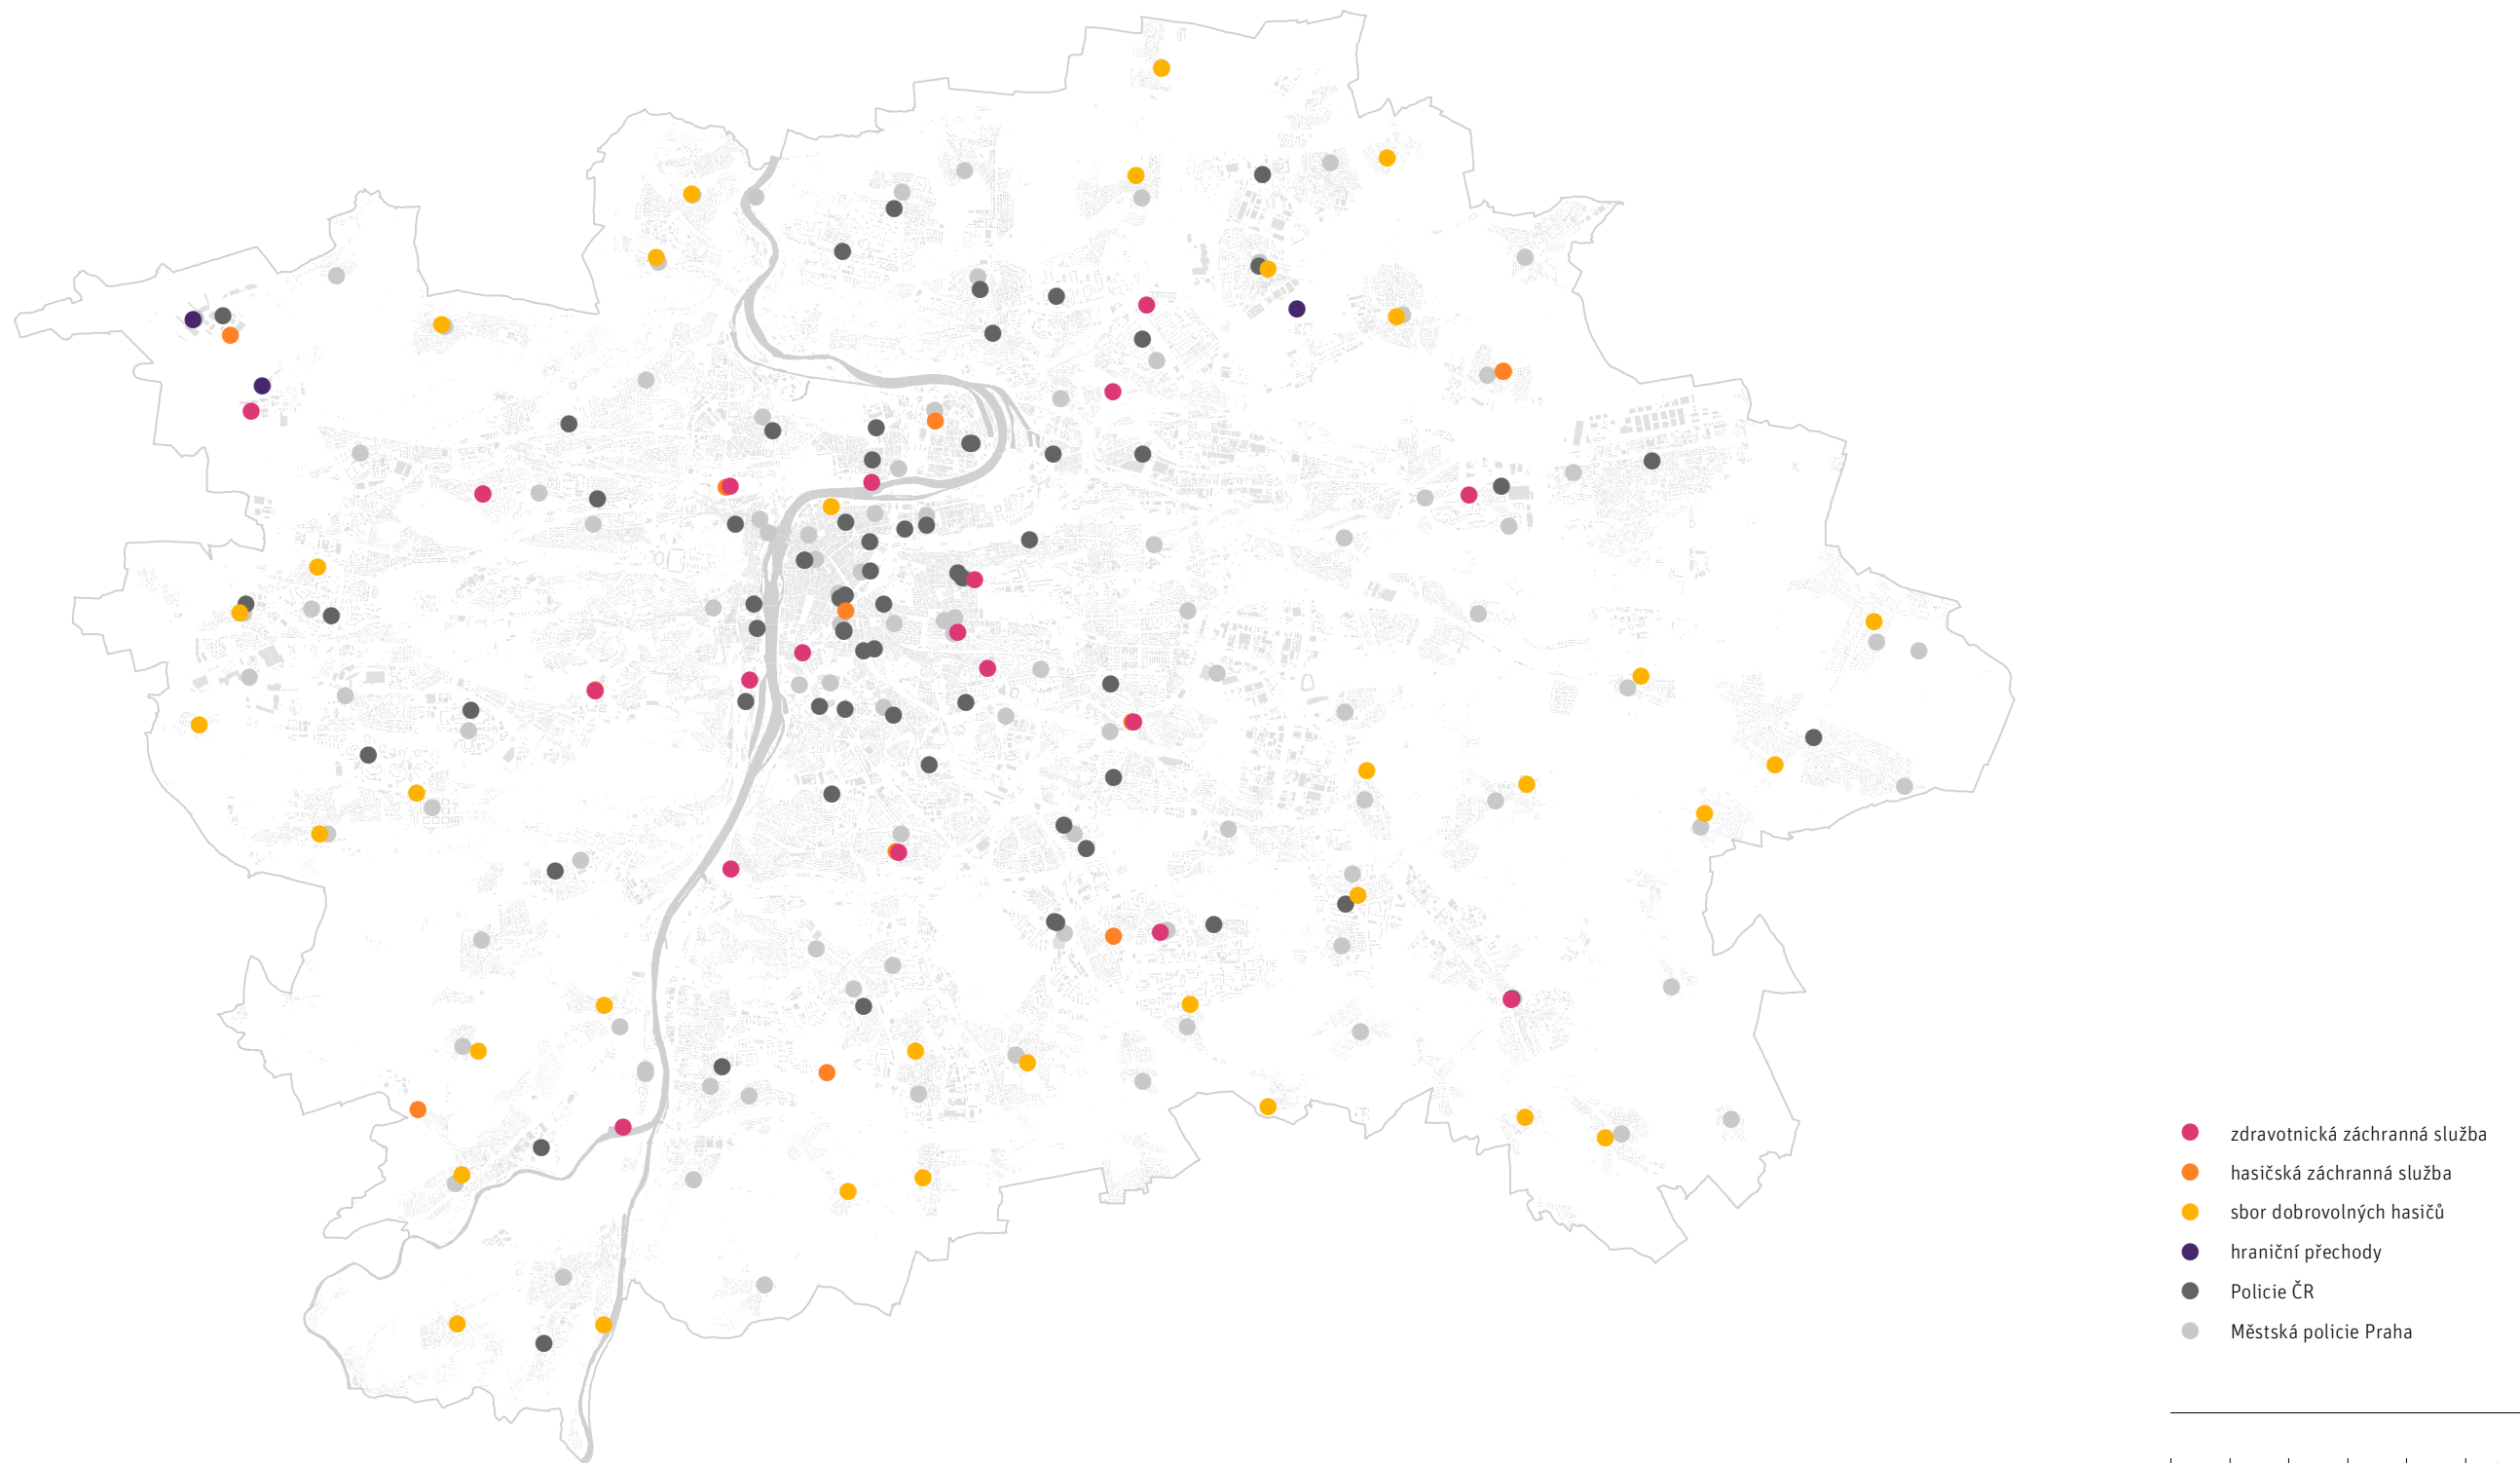 zdravotnická záchranná služba
hasičská záchranná služba
sbor dobrovolných hasičů
hraniční přechody
Policie ČR
Městská policie Praha